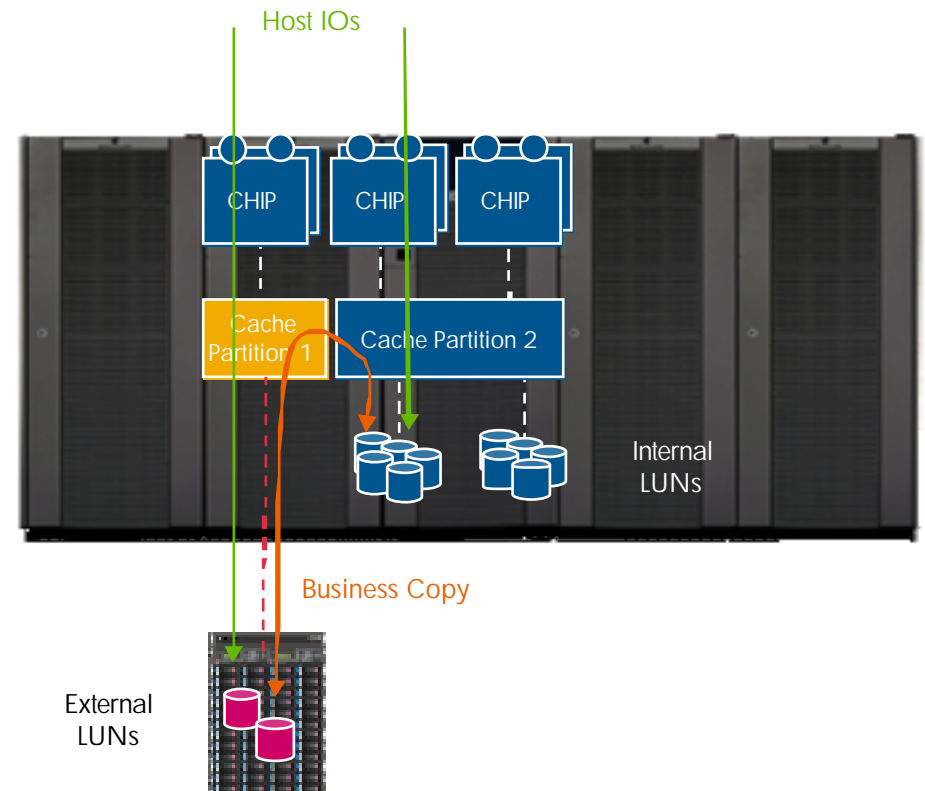 Host IOs
CHIP
CHIP
CHIP
Cache
Partition 1
Cache Partition 2
Internal
LUNs
Business Copy
External
LUNs